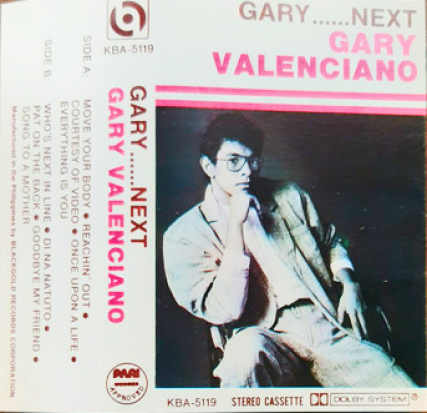 KBA-5119
GARY......NEXT
GARY VALENCIANO
SIDE A:
MOVE YOUR BODY • REACHIN' OUT •
COURTESY OF VIDEO • ONCE UPON A LIFE •
EVERYTHING IS YOU
SIDE B:
WHO'S NEXT IN LINE • DI NA NATUTO •
PAT ON THE BACK • GOODBYE MY FRIEND •
SONG TO A MOTHER
Manufactured in the Philippines by BLACKGOLD RECORDS CORPORATION
PARI
MEMBER
APPROVED
GARY......NEXT
GARY
VALENCIANO
KBA-5119 STEREO CASSETTE DOLBY SYSTEM ®